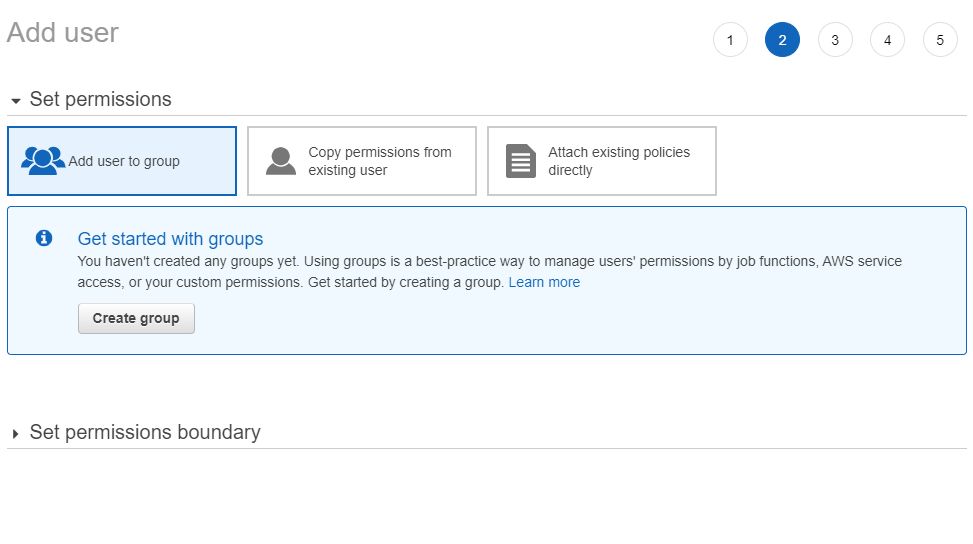 Add user
1 2 3 4 5
Set permissions
Add user to group
Copy permissions from
existing user
Attach existing policies
directly
Get started with groups
You haven't created any groups yet. Using groups is a best-practice way to manage users' permissions by job functions, AWS service
access, or your custom permissions. Get started by creating a group. Learn more
Create group
Set permissions boundary